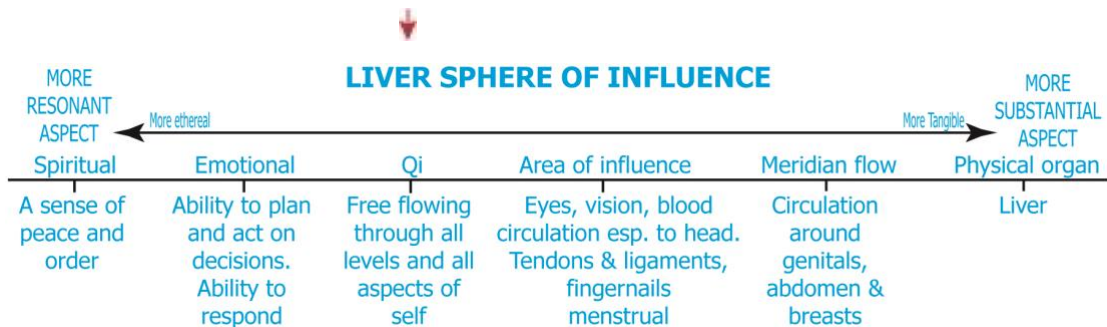 LIVER SPHERE OF INFLUENCE
MORE
RESONANT
ASPECT
More ethereal
More Tangible
MORE
SUBSTANTIAL
ASPECT
Spiritual
A sense of
peace and
order
Emotional
Ability to plan
and act on
decisions.
Ability to
respond
Qi
Free flowing
through all
levels and all
aspects of
self
Area of influence
Eyes, vision, blood
circulation esp. to head.
Tendons & ligaments,
fingernails
menstrual
Meridian flow
Circulation
around
genitals,
abdomen &
breasts
Physical organ
Liver